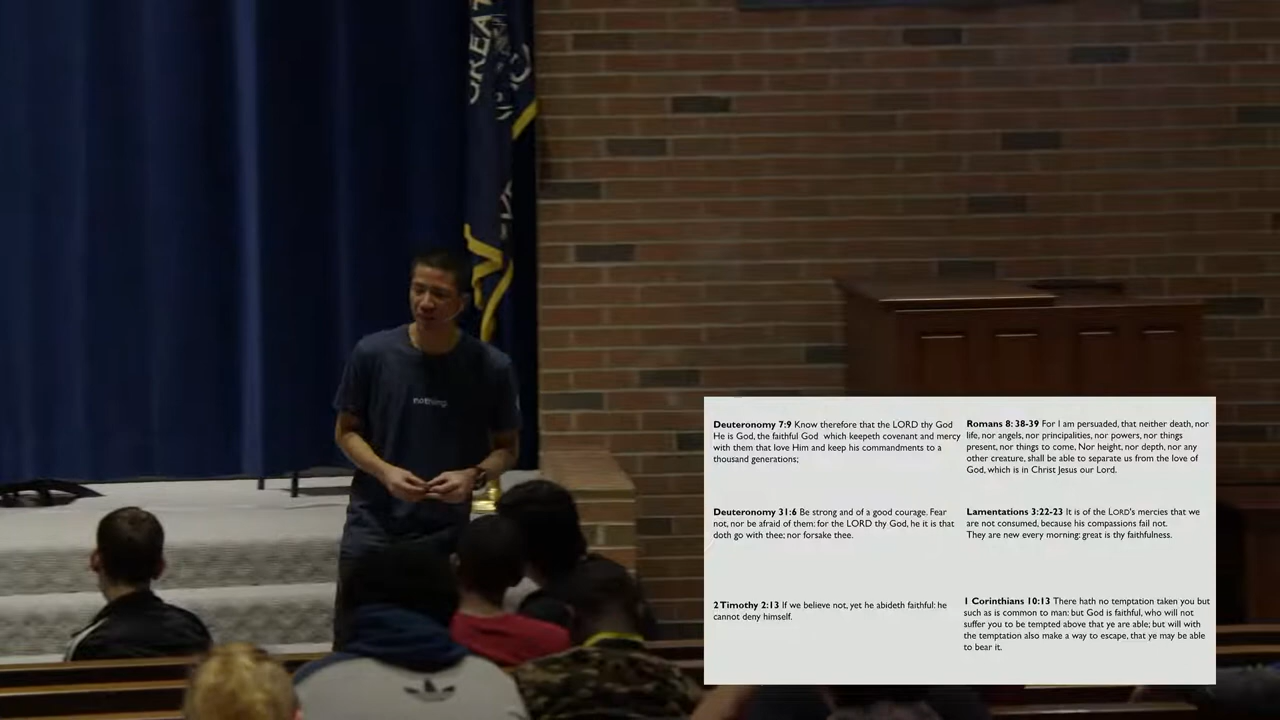 GREAT
nothing.
Deuteronomy 7:9 Know therefore that the LORD thy God
He is God, the faithful God which keepeth covenant and mercy
with them that love Him and keep his commandments to a
thousand generations;
Romans 8: 38-39 For I am persuaded, that neither death, nor
life, nor angels, nor principalities, nor powers, nor things
present, nor things to come, Nor height, nor depth, nor any
other creature, shall be able to separate us from the love of
God, which is in Christ Jesus our Lord.
Deuteronomy 31:6 Be strong and of a good courage. Fear
not, nor be afraid of them: for the LORD thy God, he it is that
doth go with thee; nor forsake thee.
Lamentations 3:22-23 It is of the LORD's mercies that we
are not consumed, because his compassions fail not.
They are new every morning: great is thy faithfulness.
2 Timothy 2:13 If we believe not, yet he abideth faithful: he
cannot deny himself.
1 Corinthians 10:13 There hath no temptation taken you but
such as is common to man: but God is faithful, who will not
suffer you to be tempted above that ye are able; but will with
the temptation also make a way to escape, that ye may be able
to bear it.